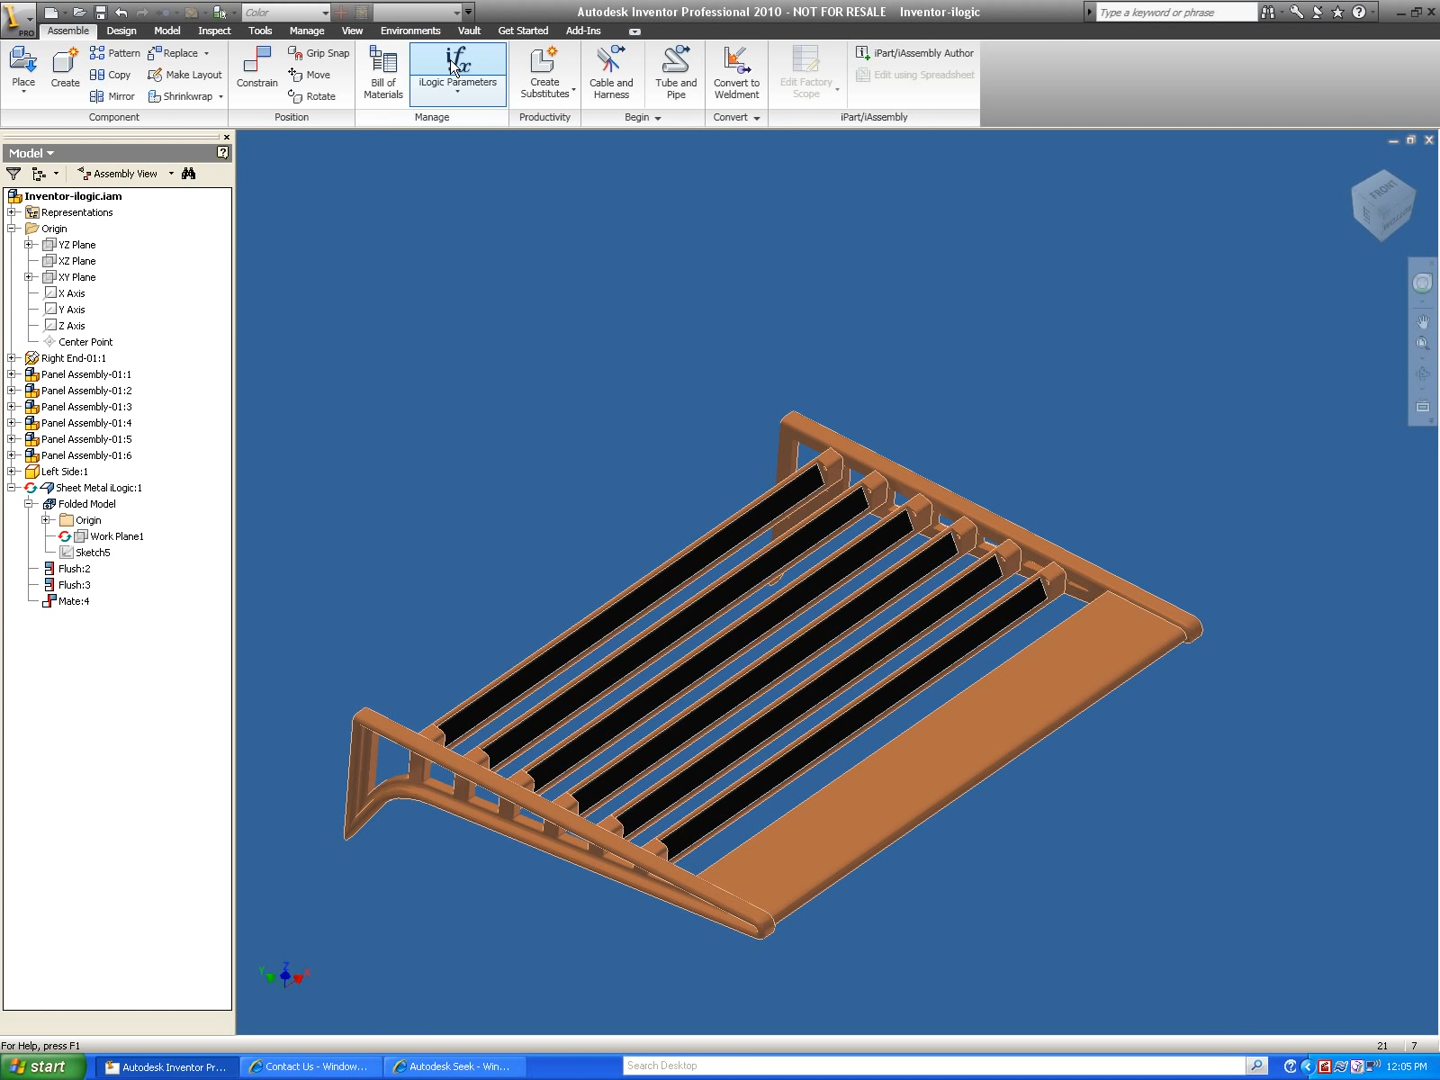 Color
Autodesk Inventor Professional 2010 - NOT FOR RESALE Inventor-ilogic
Type a keyword or phrase
PRO
Assemble Design Model Inspect Tools Manage View Environments Vault Get Started Add-Ins
Place
Create
Pattern
Copy
Mirror
Replace
Make Layout
Shrinkwrap
Component
Constrain
Grip Snap
Move
Rotate
Position
Bill of
Materials
iLogic Parameters
Manage
Create
Substitutes
Productivity
Cable and
Harness
Tube and
Pipe
Begin
Convert to
Weldment
Convert
Edit Factory
Scope
iPart/iAssembly Author
Edit using Spreadsheet
iPart/iAssembly
Model
Assembly View
Inventor-ilogic.iam
Representations
Origin
YZ Plane
XZ Plane
XY Plane
X Axis
Y Axis
Z Axis
Center Point
Right End-01:1
Panel Assembly-01:1
Panel Assembly-01:2
Panel Assembly-01:3
Panel Assembly-01:4
Panel Assembly-01:5
Panel Assembly-01:6
Left Side:1
Sheet Metal iLogic:1
Folded Model
Origin
Work Plane1
Sketch5
Flush:2
Flush:3
Mate:4
FRONT
Z
For Help, press F1
21 7
start
Autodesk Inventor Pr...
Contact Us - Window...
Autodesk Seek - Win...
Search Desktop
12:05 PM